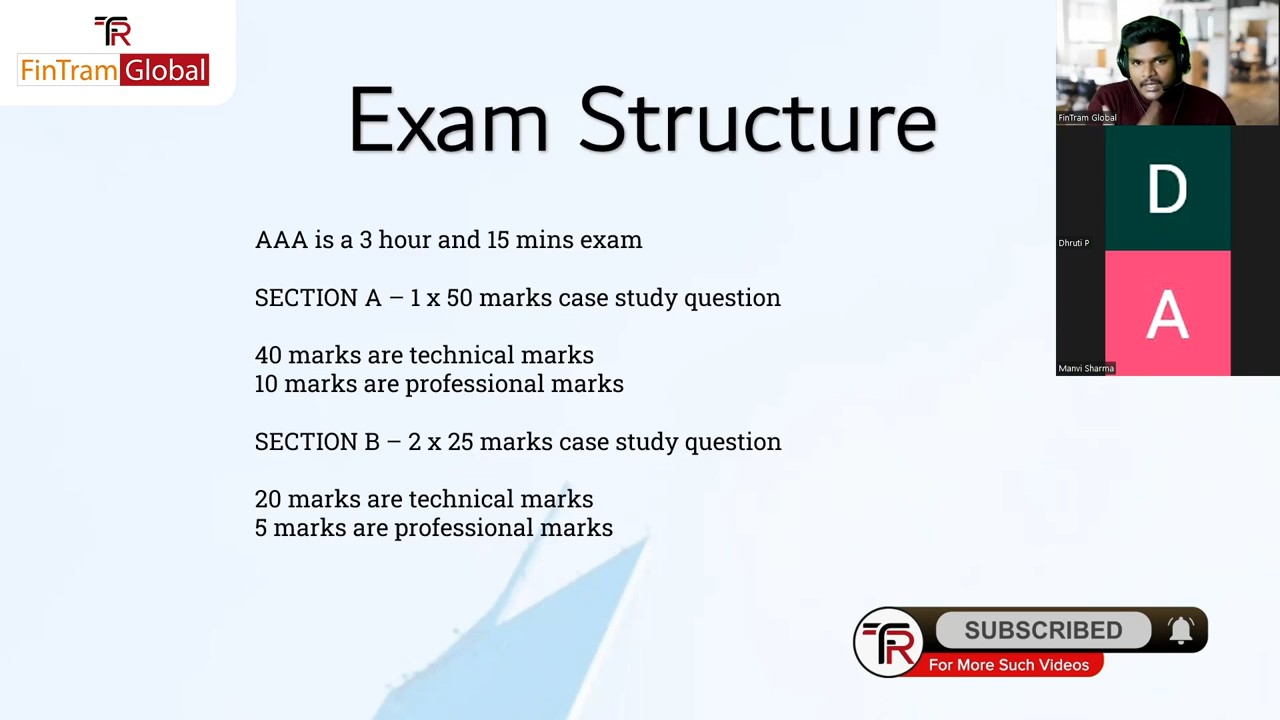 TR
FinTram Global
Exam Structure
AAA is a 3 hour and 15 mins exam
SECTION A – 1 x 50 marks case study question
40 marks are technical marks
10 marks are professional marks
SECTION B – 2 x 25 marks case study question
20 marks are technical marks
5 marks are professional marks
FinTram Global
D
Dhruti P
A
Manvi Sharma
TR
SUBSCRIBED
For More Such Videos